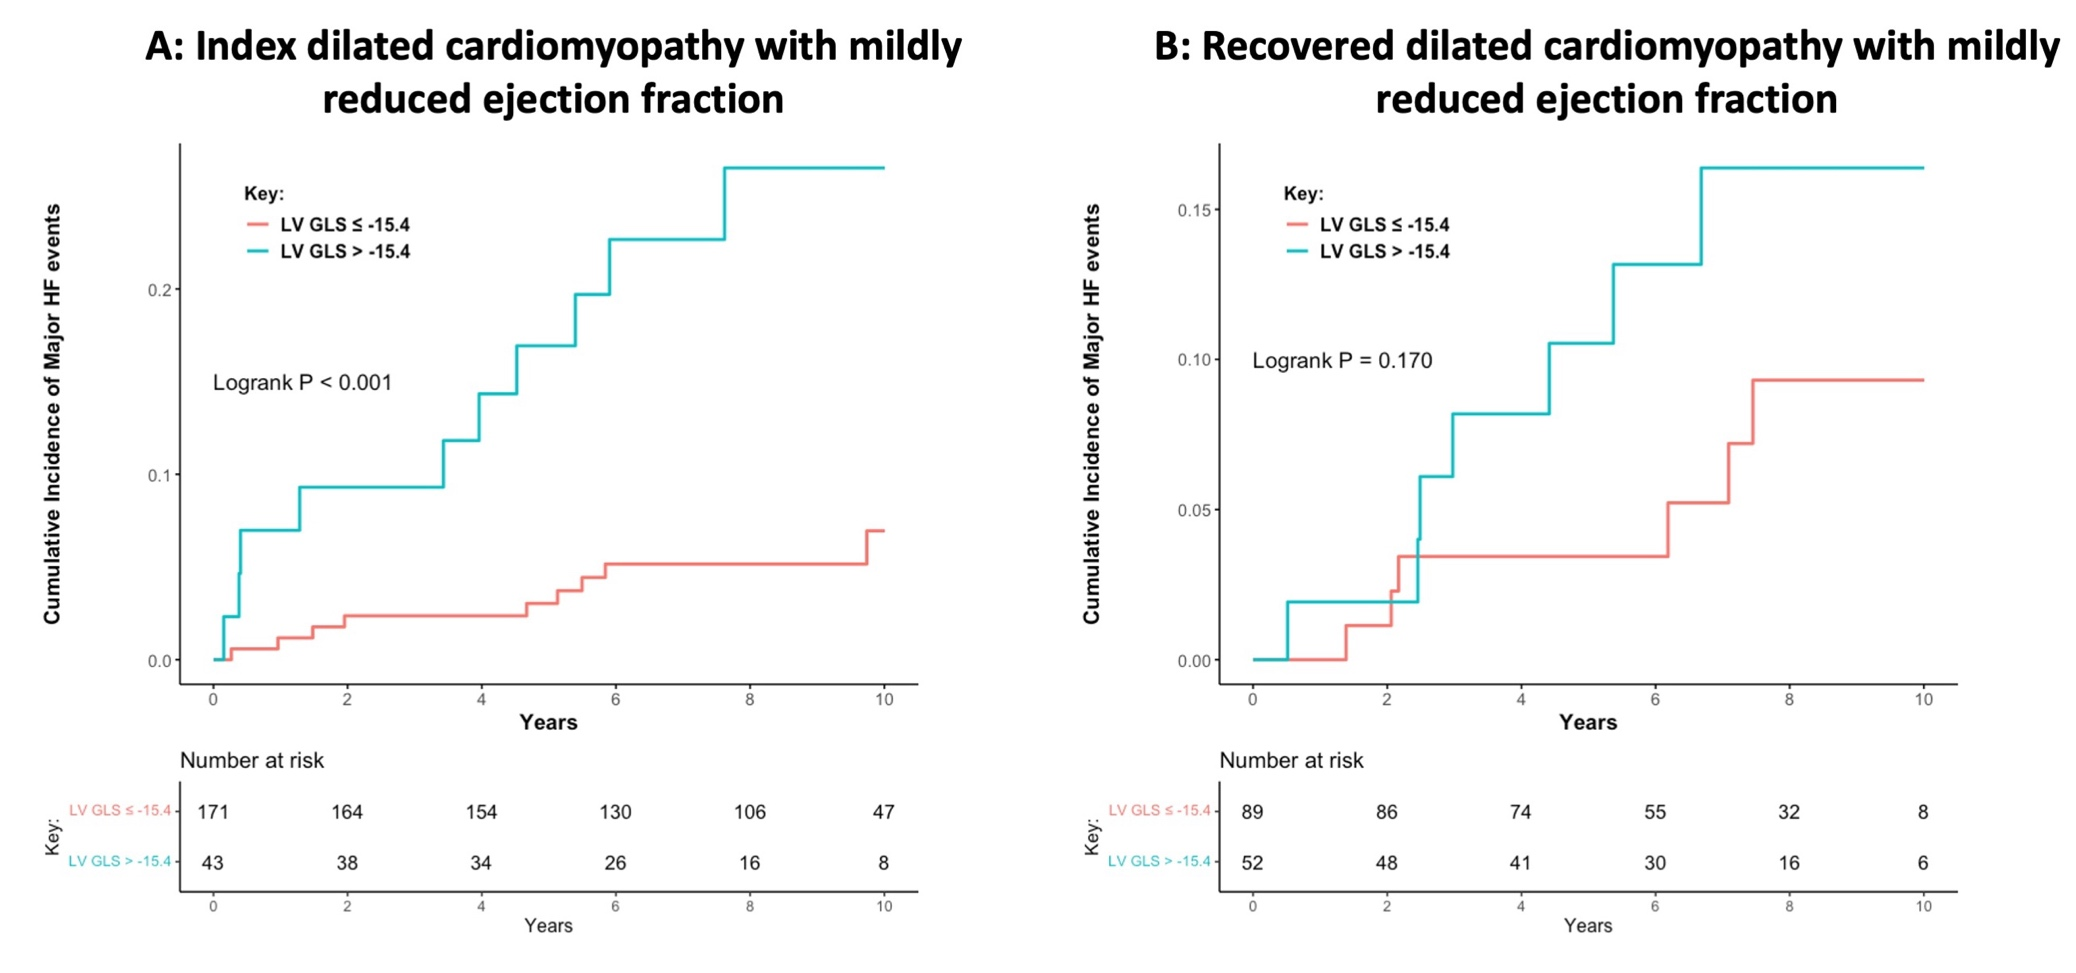 A: Index dilated cardiomyopathy with mildly
reduced ejection fraction
Cumulative Incidence of Major HF events
Key:
LV GLS ≤ -15.4
LV GLS > -15.4
Logrank P < 0.001
0.2
0.1
0.0
0 2 4 6 8 10
Years
Number at risk
Key:
LV GLS ≤ -15.4 171 164 154 130 106 47
LV GLS > -15.4 43 38 34 26 16 8
0 2 4 6 8 10
Years
B: Recovered dilated cardiomyopathy with mildly
reduced ejection fraction
Cumulative Incidence of Major HF events
Key:
LV GLS ≤ -15.4
LV GLS > -15.4
Logrank P = 0.170
0.15
0.10
0.05
0.00
0 2 4 6 8 10
Years
Number at risk
Key:
LV GLS ≤ -15.4 89 86 74 55 32 8
LV GLS > -15.4 52 48 41 30 16 6
0 2 4 6 8 10
Years